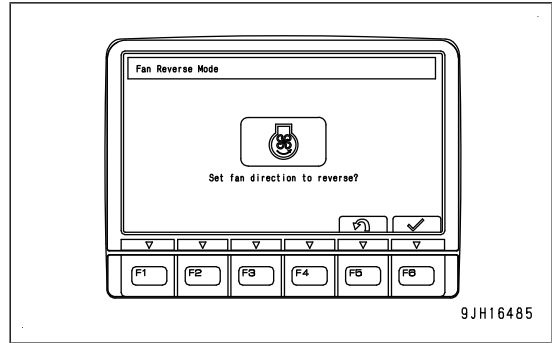 Fan Reverse Mode
Set fan direction to reverse?
F1 F2 F3 F4 F5 F6
9JH16485